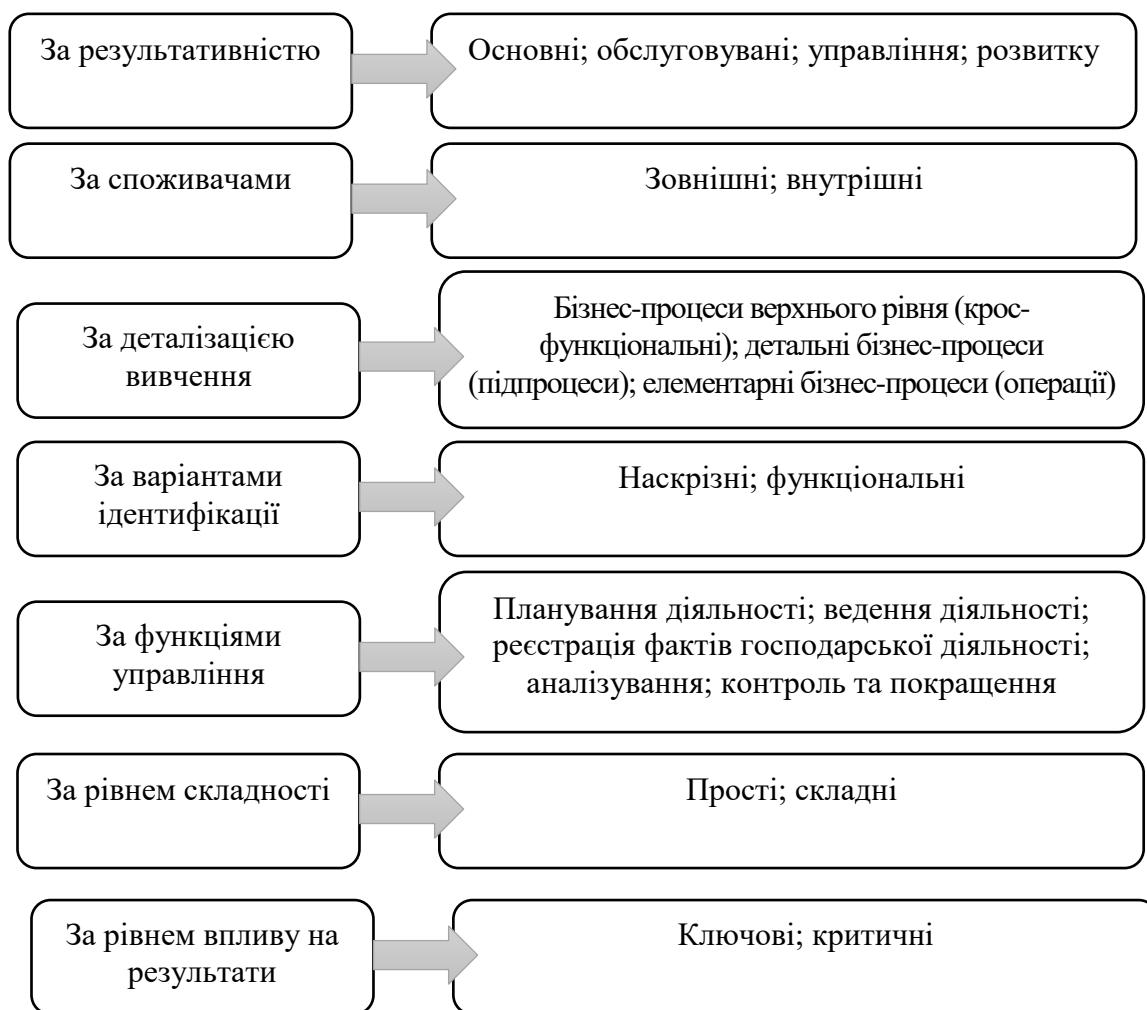 За результативністю
Основні; обслуговувані; управління; розвитку
За споживачами
Зовнішні; внутрішні
За деталізацією
вивчення
Бізнес-процеси верхнього рівня (крос-
функціональні); детальні бізнес-процеси
(підпроцеси); елементарні бізнес-процеси (операції)
За варіантами
ідентифікації
Наскрізні; функціональні
За функціями
управління
Планування діяльності; ведення діяльності;
реєстрація фактів господарської діяльності;
аналізування; контроль та покращення
За рівнем складності
Прості; складні
За рівнем впливу на
результати
Ключові; критичні